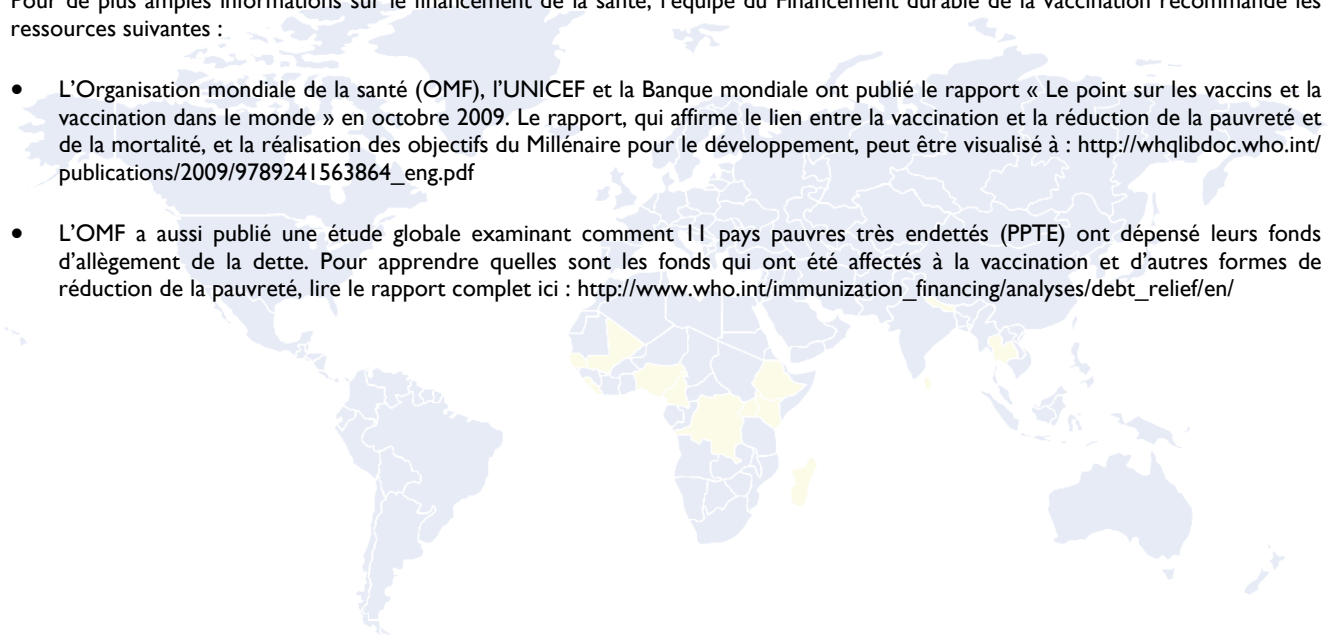 Pour de plus amples informations sur le financement de la santé, l'équipe du Financement durable de la vaccination recommande les
ressources suivantes :
• L'Organisation mondiale de la santé (OMF), l'UNICEF et la Banque mondiale ont publié le rapport « Le point sur les vaccins et la
vaccination dans le monde » en octobre 2009. Le rapport, qui affirme le lien entre la vaccination et la réduction de la pauvreté et
de la mortalité, et la réalisation des objectifs du Millénaire pour le développement, peut être visualisé à : http://whqlibdoc.who.int/
publications/2009/9789241563864_eng.pdf
• L'OMF a aussi publié une étude globale examinant comment 11 pays pauvres très endettés (PPTE) ont dépensé leurs fonds
d'allègement de la dette. Pour apprendre quelles sont les fonds qui ont été affectés à la vaccination et d'autres formes de
réduction de la pauvreté, lire le rapport complet ici : http://www.who.int/immunization_financing/analyses/debt_relief/en/